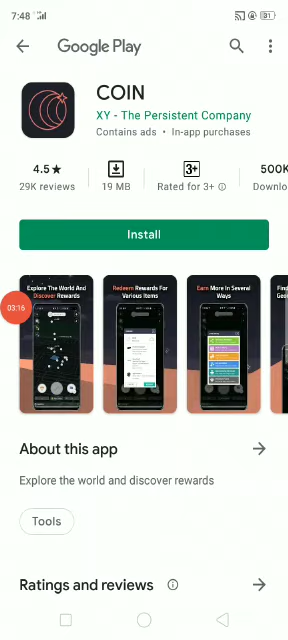 7:48
31
Google Play
COIN
XY - The Persistent Company
Contains ads • In-app purchases
4.5★
29K reviews
19 MB
3+
Rated for 3+
500K
Downlo
Install
Explore The World And
Discover Rewards
Redeem Rewards For
Various Items
Earn More In Several
Ways
Fin
Geo
03:16
About this app
Explore the world and discover rewards
Tools
Ratings and reviews